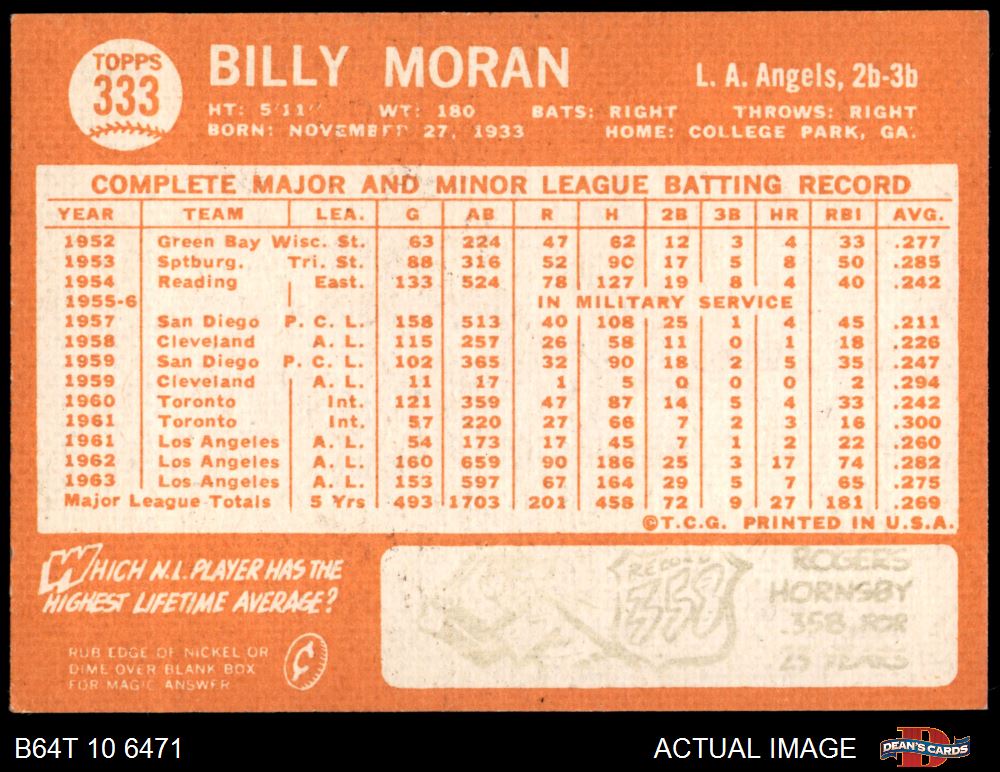 TOPPS
333
BILLY MORAN
L. A. Angels, 2b-3b
HT: 5'11" WT: 180 BATS: RIGHT THROWS: RIGHT
BORN: NOVEMBER 27, 1933 HOME: COLLEGE PARK, GA.
COMPLETE MAJOR AND MINOR LEAGUE BATTING RECORD
YEAR TEAM LEA. G AB R H 2B 3B HR RBI AVG.
1952 Green Bay Wisc. St. 63 224 47 62 12 3 4 33 .277
1953 Sptburg. Tri. St. 88 316 52 90 17 5 8 50 .285
1954 Reading East. 133 524 78 127 19 8 4 40 .242
1955-6 IN MILITARY SERVICE
1957 San Diego P. C. L. 158 513 40 108 25 1 4 45 .211
1958 Cleveland A. L. 115 257 26 58 11 0 1 18 .226
1959 San Diego P. C. L. 102 365 32 90 18 2 5 35 .247
1959 Cleveland A. L. 11 17 1 5 0 0 0 2 .294
1960 Toronto Int. 121 359 47 87 14 5 4 33 .242
1961 Toronto Int. 57 220 27 66 7 2 3 16 .300
1961 Los Angeles A. L. 54 173 17 45 7 1 2 22 .260
1962 Los Angeles A. L. 160 659 90 186 25 3 17 74 .282
1963 Los Angeles A. L. 153 597 67 164 29 5 7 65 .275
Major League Totals 5 Yrs 493 1703 201 458 72 9 27 181 .269
©T.C.G. PRINTED IN U.S.A.
WHICH N.L. PLAYER HAS THE
HIGHEST LIFETIME AVERAGE?
RUB EDGE OF NICKEL OR
DIME OVER BLANK BOX
FOR MAGIC ANSWER
RECORD
358
ROGERS
HORNSBY
.358 FOR
23 YEARS
B64T 10 6471
ACTUAL IMAGE
D
DEAN'S CARDS